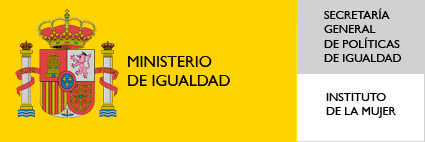 MINISTERIO
DE IGUALDAD
SECRETARÍA
GENERAL
DE POLÍTICAS
DE IGUALDAD
INSTITUTO
DE LA MUJER